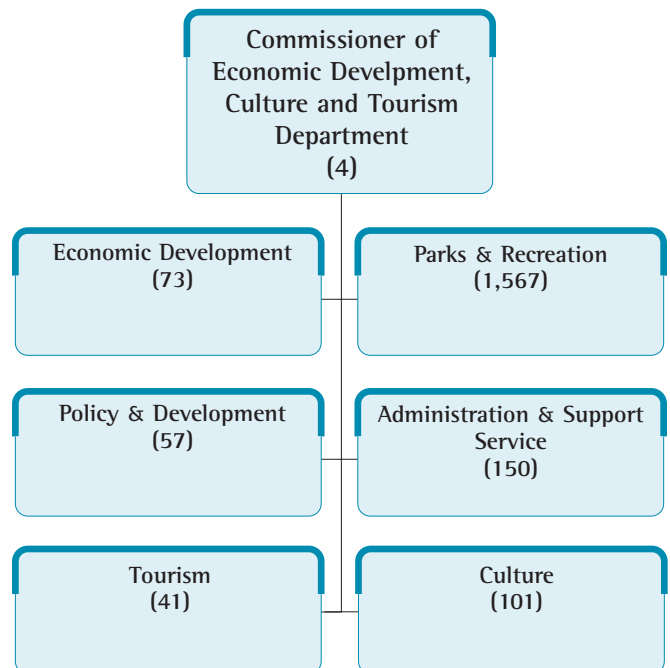 Commissioner of
Economic Develpment,
Culture and Tourism
Department
(4)
Economic Development
(73)
Parks & Recreation
(1,567)
Policy & Development
(57)
Administration & Support
Service
(150)
Tourism
(41)
Culture
(101)